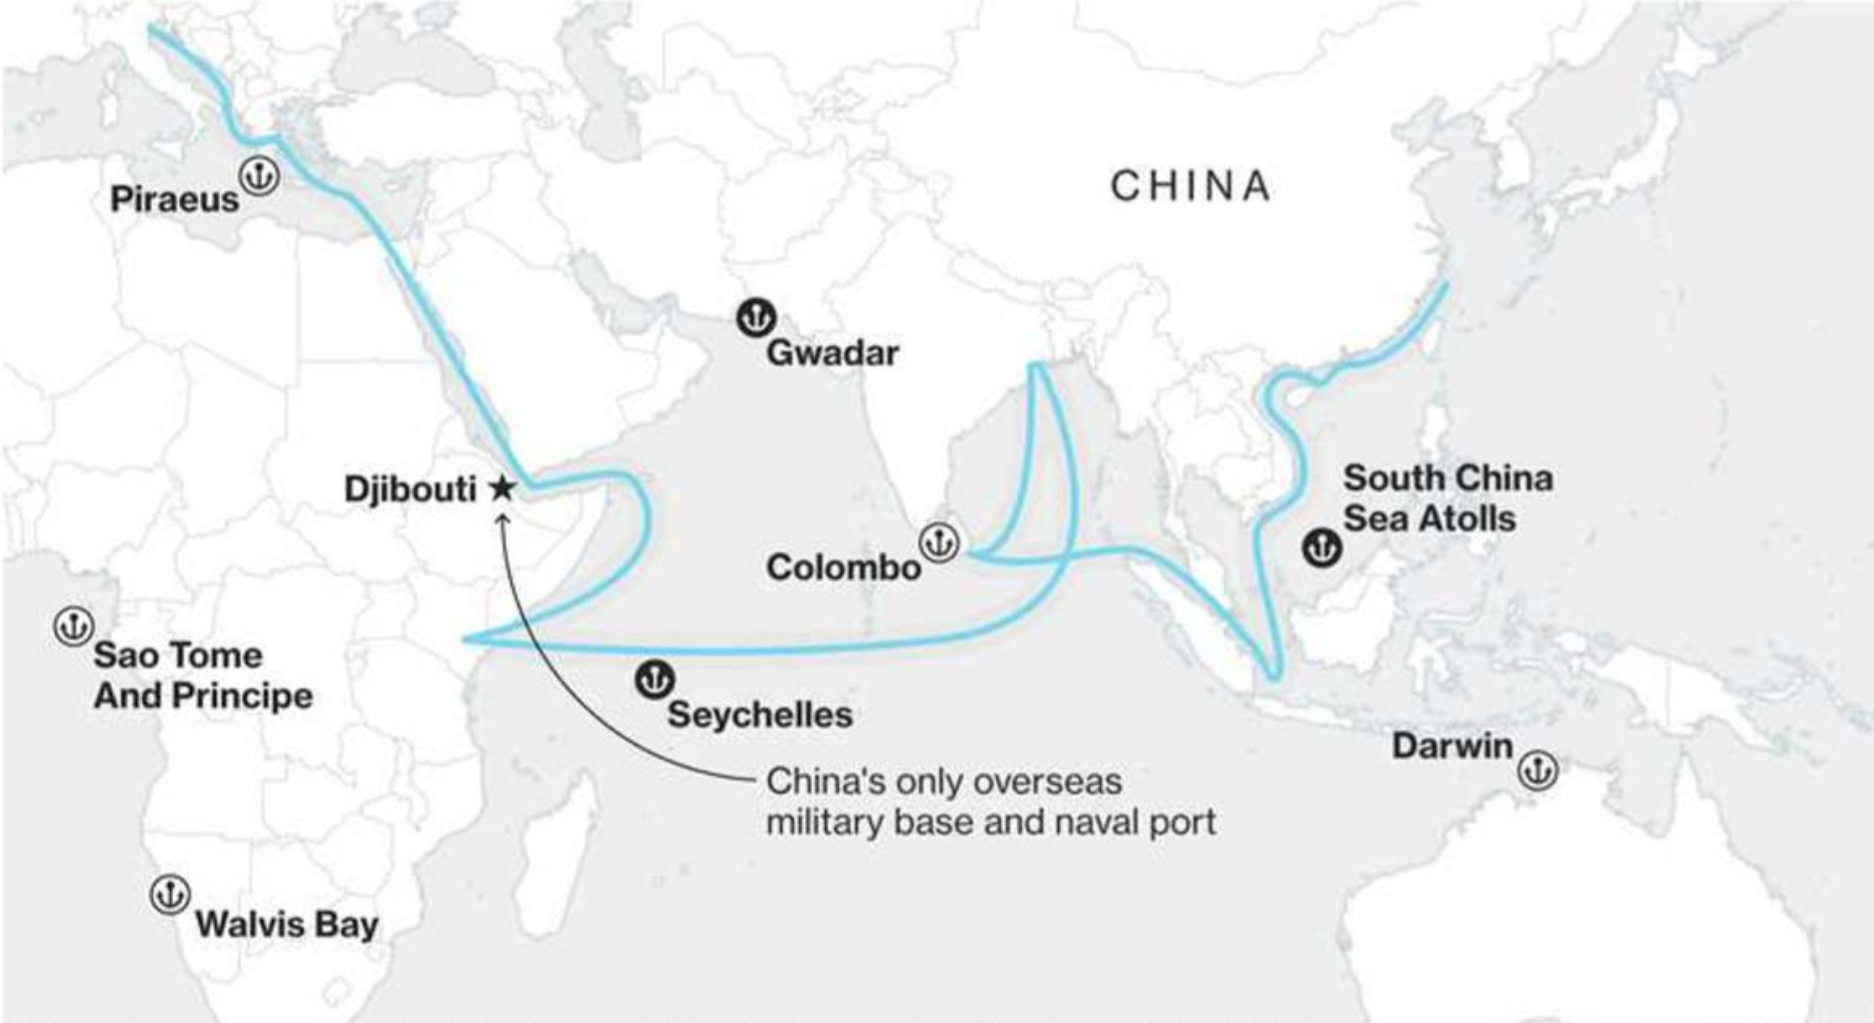 CHINA
Piraeus
Gwadar
Djibouti
South China
Sea Atolls
Colombo
Sao Tome
And Principe
Seychelles
Darwin
China's only overseas
military base and naval port
Walvis Bay